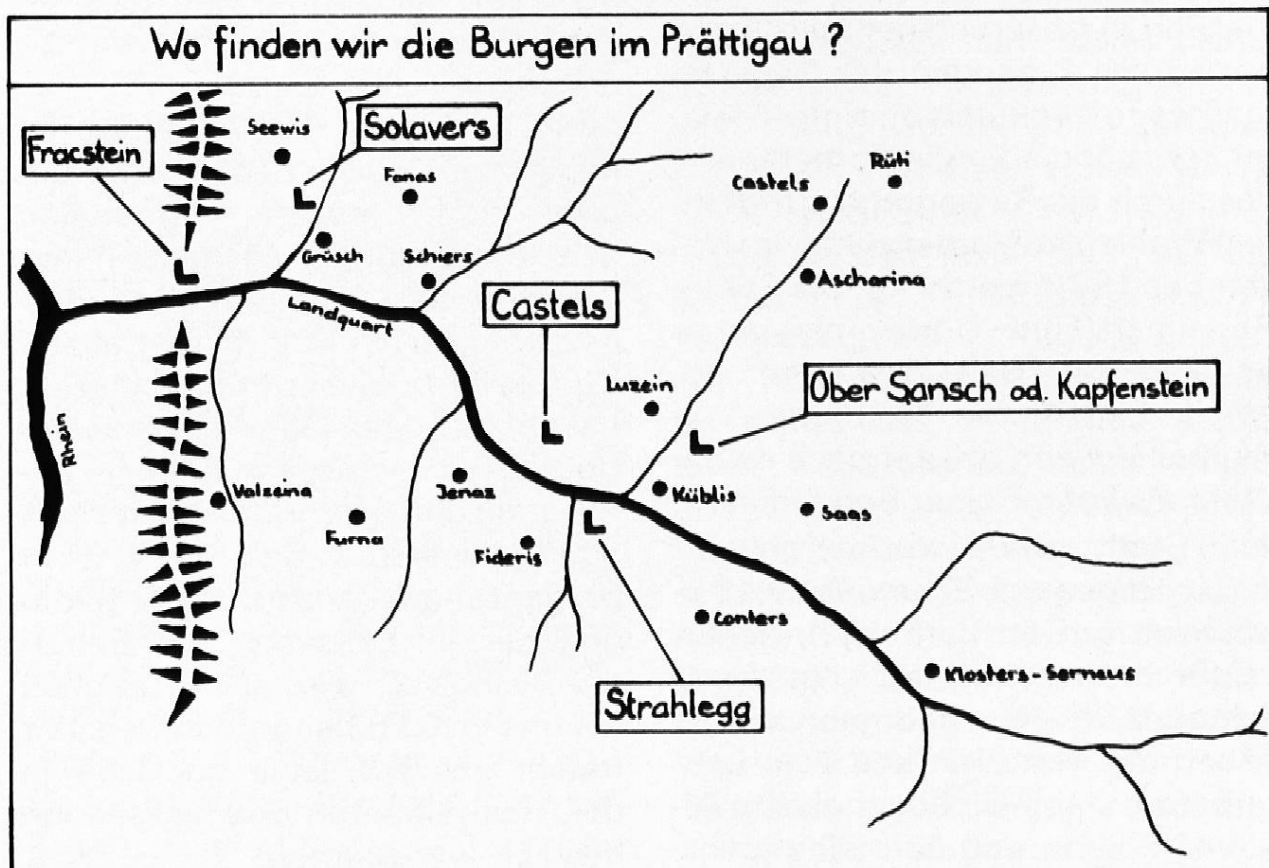 Wo finden wir die Burgen im Prättigau ?
Fracstein
Seewis
Solavers
Fanas
Castels
Rüti
Grüsch
Schiers
Ascharina
Landquart
Castels
Rhein
Luzein
Ober Sansch od. Kapfenstein
Valzeina
Jenaz
Küblis
Saas
Furna
Fideris
Conters
Klosters-Serneus
Strahlegg